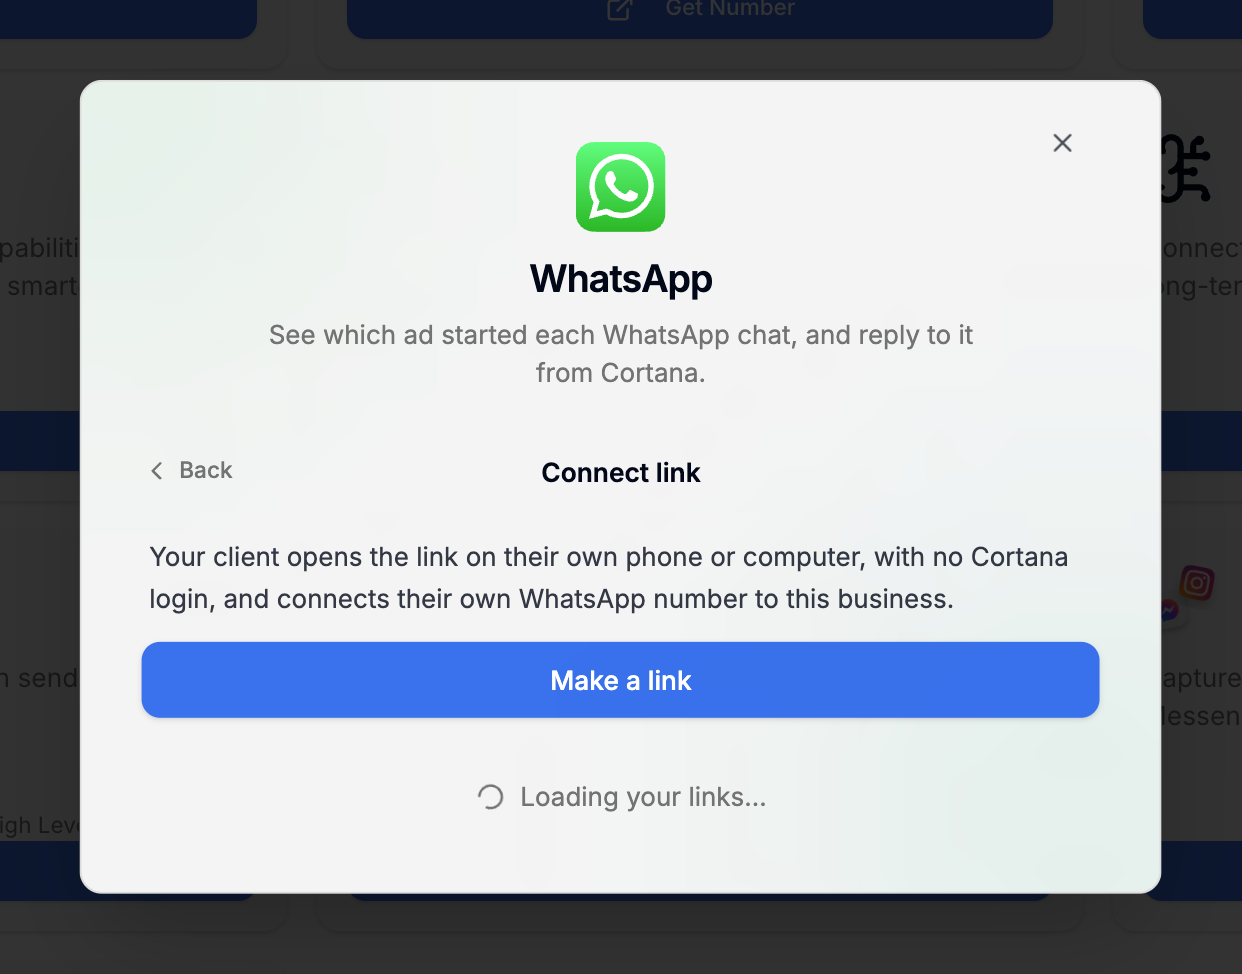 Get Number
WhatsApp
See which ad started each WhatsApp chat, and reply to it
from Cortana.
Back
Connect link
Your client opens the link on their own phone or computer, with no Cortana
login, and connects their own WhatsApp number to this business.
Make a link
Loading your links...
smart
send